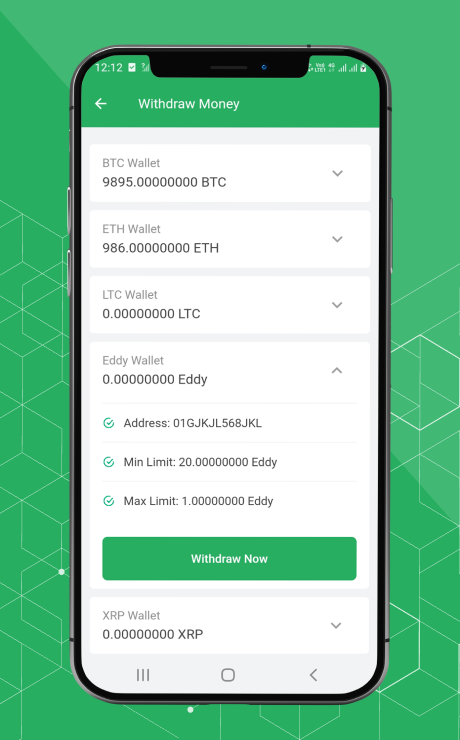 12:12
Withdraw Money
BTC Wallet
9895.00000000 BTC
ETH Wallet
986.00000000 ETH
LTC Wallet
0.00000000 LTC
Eddy Wallet
0.00000000 Eddy
Address: 01GJKJL568JKL
Min Limit: 20.00000000 Eddy
Max Limit: 1.00000000 Eddy
Withdraw Now
XRP Wallet
0.00000000 XRP